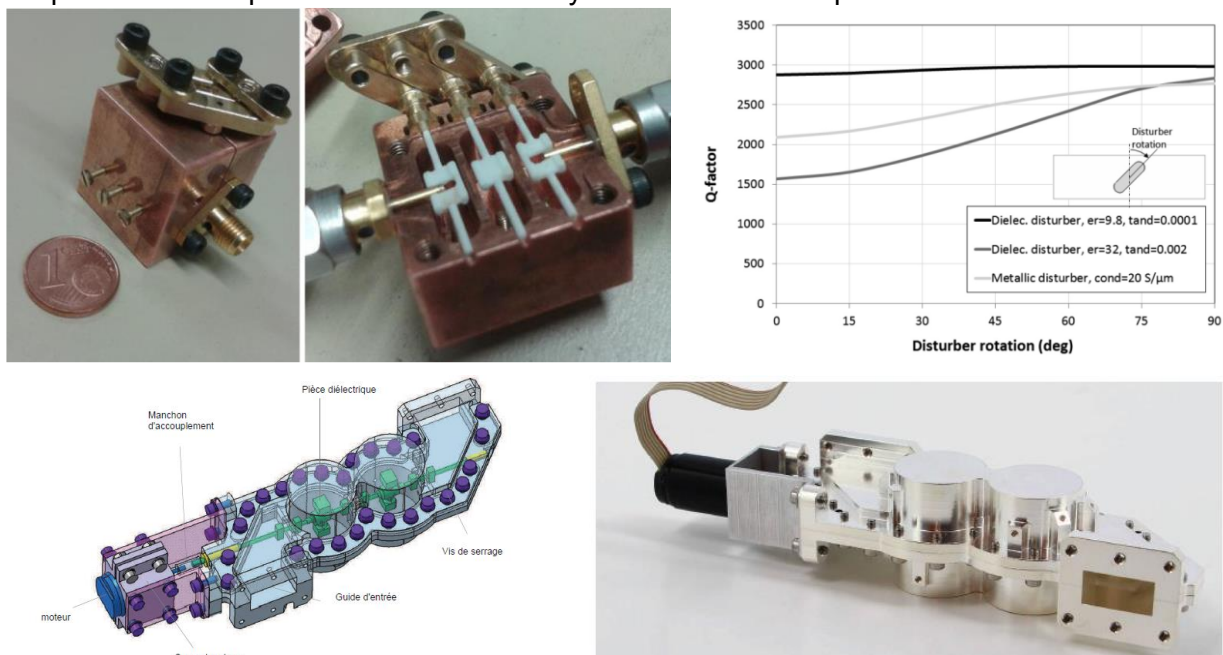 1
Q-factor
3500
3000
2500
2000
1500
1000
500
0
0 15 30 45 60 75 90
Disturber rotation (deg)
Disturber
rotation
Dielec. disturber, er=9.8, tand=0.0001
Dielec. disturber, er=32, tand=0.002
Metallic disturber, cond=20 S/µm
Pièce diélectrique
Manchon
d'accouplement
Vis de serrage
Guide d'entrée
moteur